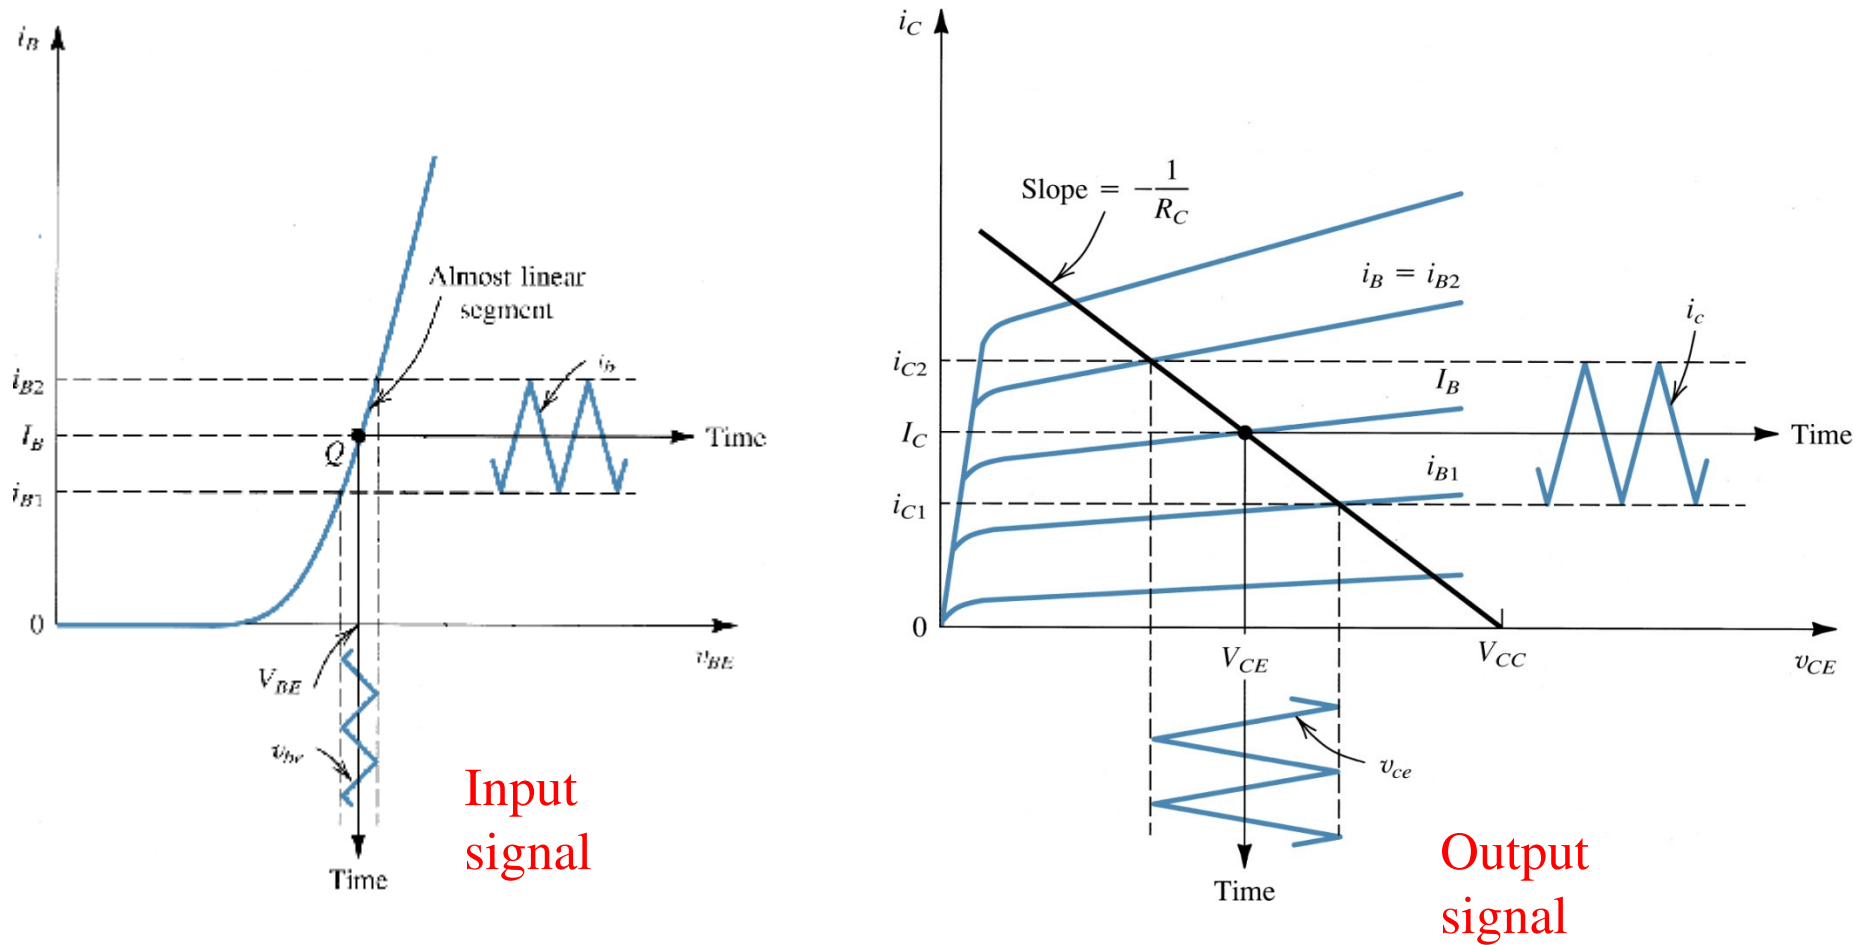 i_B
Almost linear
segment
i_B2
i_b
I_B
Q
Time
i_B1
0
V_BE
v_BE
v_be
Input
signal
Time
i_C
Slope = -1/R_C
i_B = i_B2
i_c
i_C2
I_B
I_C
Time
i_B1
i_C1
0
V_CE
V_CC
v_CE
v_ce
Output
signal
Time